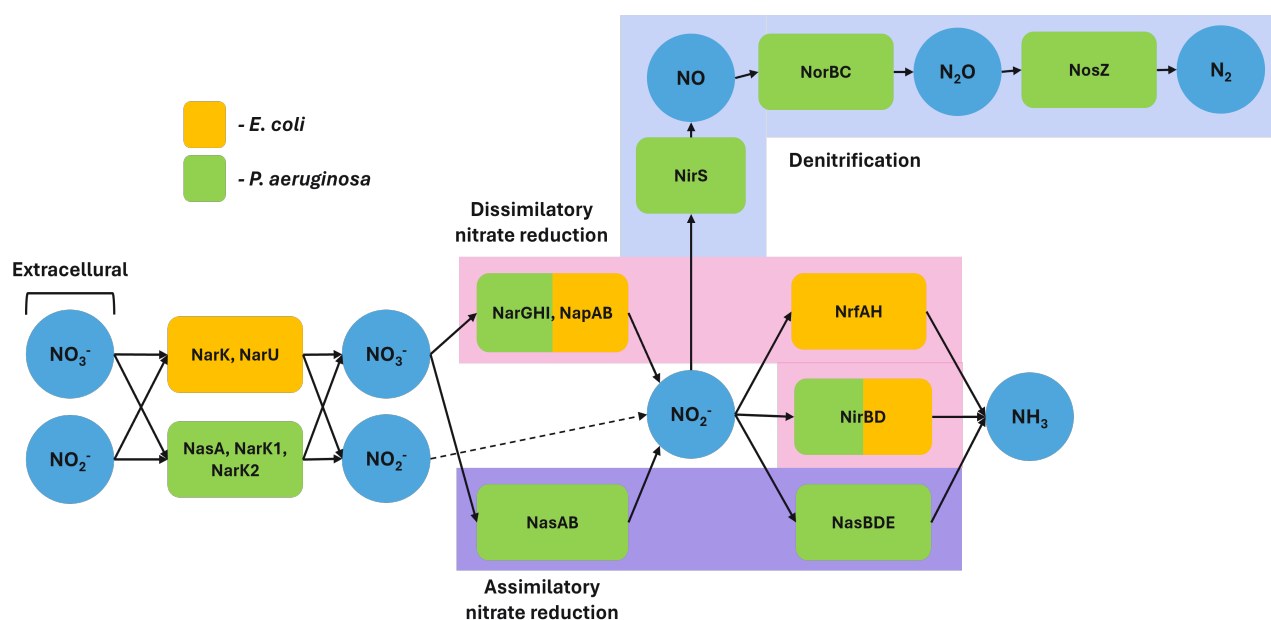 NO
NorBC
N₂O
NosZ
N₂
- E. coli
- P. aeruginosa
Denitrification
NirS
Dissimilatory
nitrate reduction
Extracellural
NarGHI, NapAB
NrfAH
NO₃⁻
NarK, NarU
NO₃⁻
NO₂⁻
NirBD
NH₃
NO₂⁻
NasA, NarK1,
NarK2
NO₂⁻
NasAB
NasBDE
Assimilatory
nitrate reduction